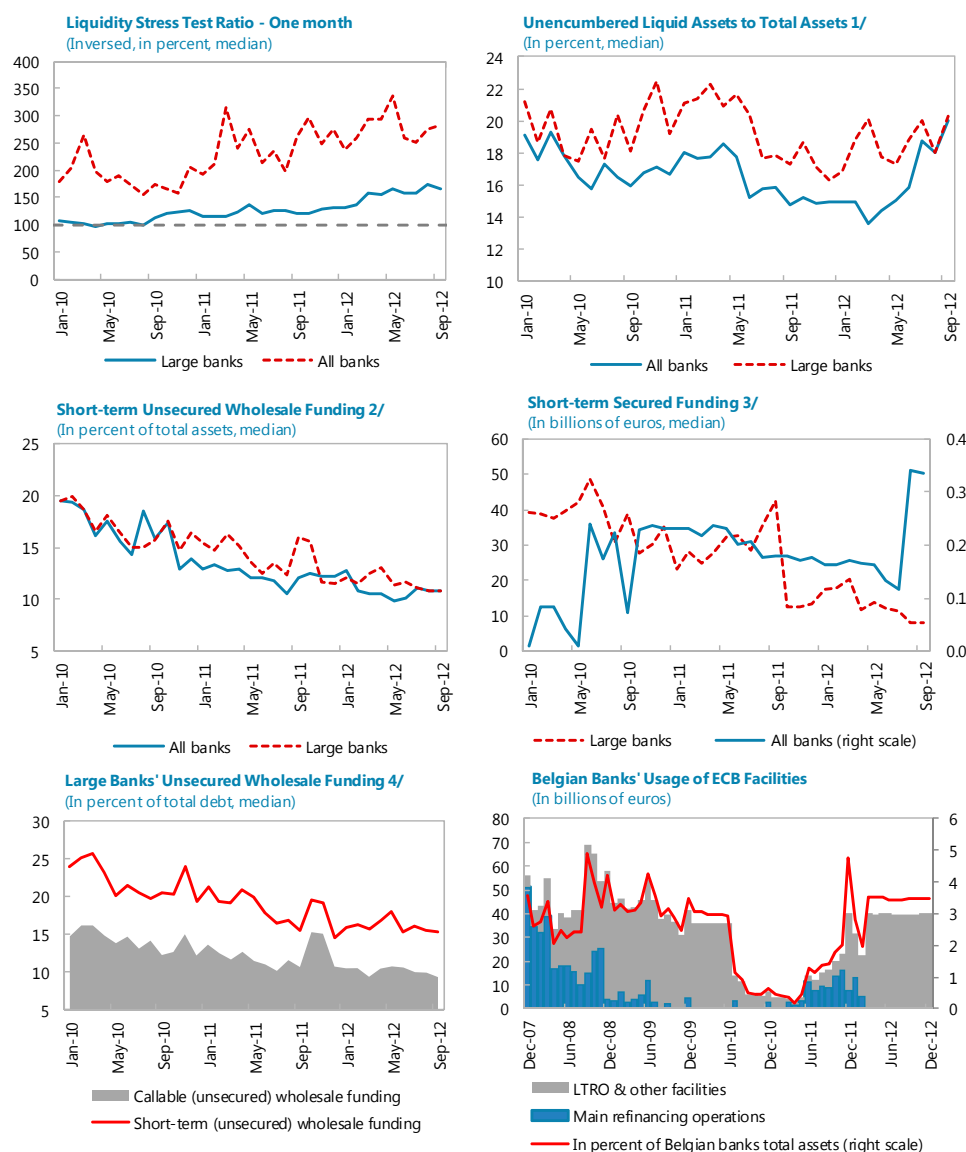 Liquidity Stress Test Ratio - One month
(Inversed, in percent, median)
400
350
300
250
200
150
100
50
0
Jan-10
May-10
Sep-10
Jan-11
May-11
Sep-11
Jan-12
May-12
Sep-12
Large banks
All banks
Unencumbered Liquid Assets to Total Assets 1/
(In percent, median)
24
22
20
18
16
14
12
10
Jan-10
May-10
Sep-10
Jan-11
May-11
Sep-11
Jan-12
May-12
Sep-12
All banks
Large banks
Short-term Unsecured Wholesale Funding 2/
(In percent of total assets, median)
25
20
15
10
5
Jan-10
May-10
Sep-10
Jan-11
May-11
Sep-11
Jan-12
May-12
Sep-12
All banks
Large banks
Short-term Secured Funding 3/
(In billions of euros, median)
60
50
40
30
20
10
0
0.4
0.3
0.2
0.1
0.0
Jan-10
May-10
Sep-10
Jan-11
May-11
Sep-11
Jan-12
May-12
Sep-12
Large banks
All banks (right scale)
Large Banks' Unsecured Wholesale Funding 4/
(In percent of total debt, median)
30
25
20
15
10
5
Jan-10
May-10
Sep-10
Jan-11
May-11
Sep-11
Jan-12
May-12
Sep-12
Callable (unsecured) wholesale funding
Short-term (unsecured) wholesale funding
Belgian Banks' Usage of ECB Facilities
(In billions of euros)
80
70
60
50
40
30
20
10
0
6
5
4
3
2
1
0
Dec-07
Jun-08
Dec-08
Jun-09
Dec-09
Jun-10
Dec-10
Jun-11
Dec-11
Jun-12
Dec-12
LTRO & other facilities
Main refinancing operations
In percent of Belgian banks total assets (right scale)